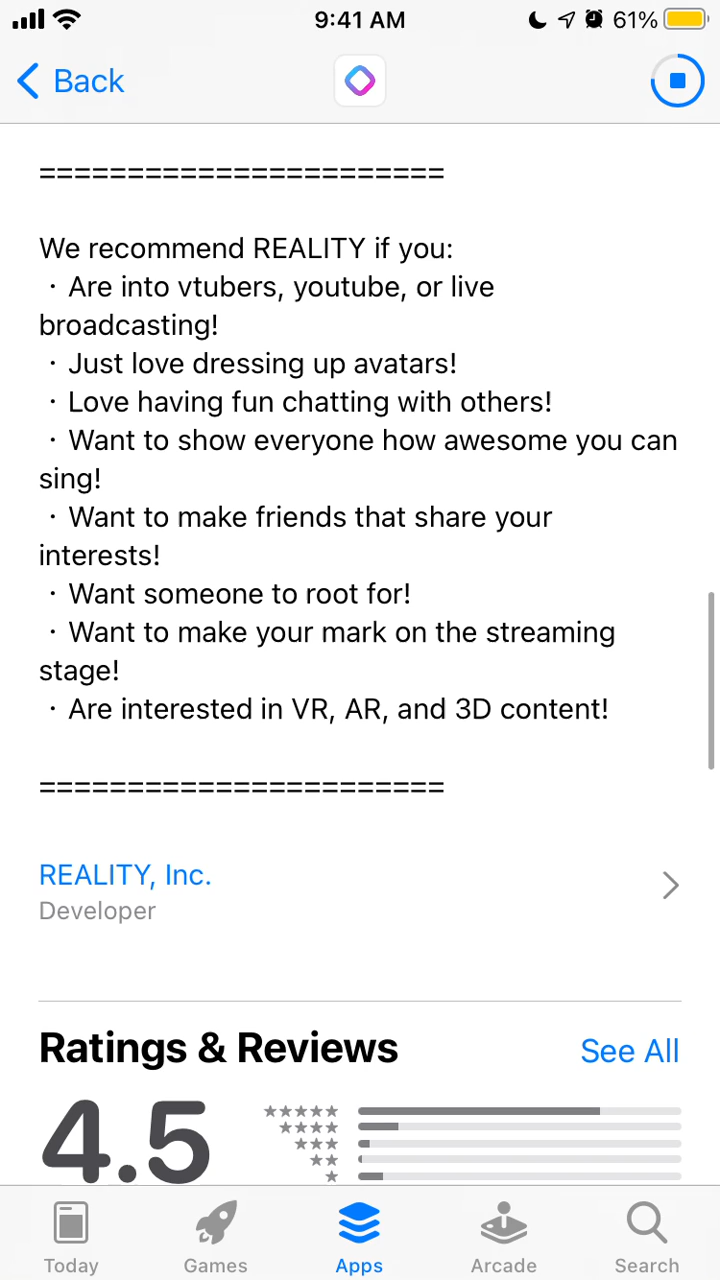 9:41 AM
61%
Back
=======================
We recommend REALITY if you:
・Are into vtubers, youtube, or live
broadcasting!
・Just love dressing up avatars!
・Love having fun chatting with others!
・Want to show everyone how awesome you can
sing!
・Want to make friends that share your
interests!
・Want someone to root for!
・Want to make your mark on the streaming
stage!
・Are interested in VR, AR, and 3D content!
=======================
REALITY, Inc.
Developer
Ratings & Reviews
See All
4.5
Today
Games
Apps
Arcade
Search